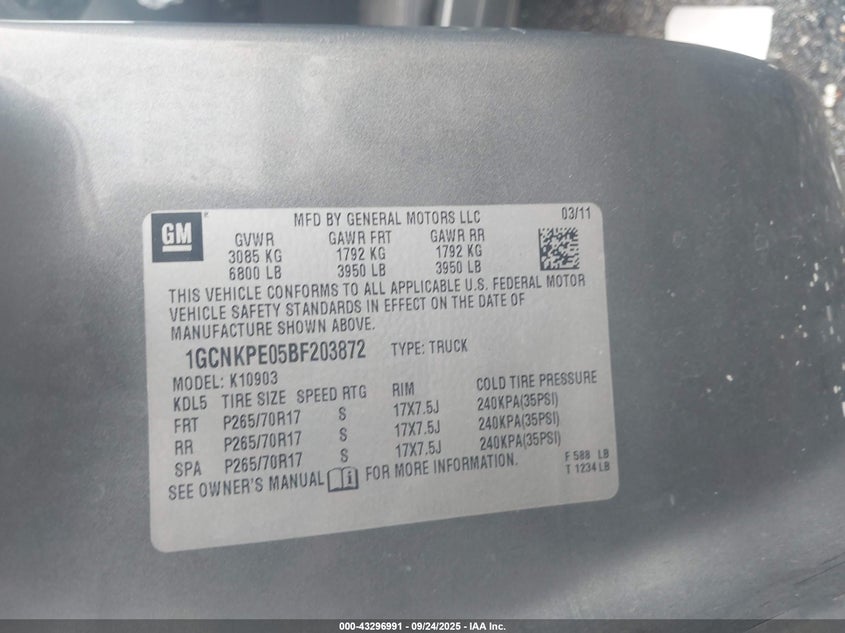 GM
MFD BY GENERAL MOTORS LLC 03/11
GVWR GAWR FRT GAWR RR
3085 KG 1792 KG 1792 KG
6800 LB 3950 LB 3950 LB
THIS VEHICLE CONFORMS TO ALL APPLICABLE U.S. FEDERAL MOTOR
VEHICLE SAFETY STANDARDS IN EFFECT ON THE DATE OF
MANUFACTURE SHOWN ABOVE.
1GCNKPE05BF203872 TYPE: TRUCK
MODEL: K10903
KDL5 TIRE SIZE SPEED RTG RIM COLD TIRE PRESSURE
FRT P265/70R17 S 17X7.5J 240KPA(35PSI)
RR P265/70R17 S 17X7.5J 240KPA(35PSI)
SPA P265/70R17 S 17X7.5J 240KPA(35PSI)
SEE OWNER'S MANUAL i FOR MORE INFORMATION.
F 588 LB
T 1234 LB
000-43296991 - 09/24/2025 - IAA Inc.